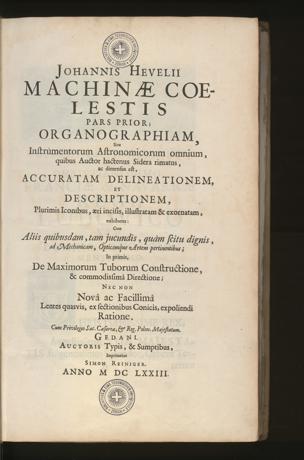 JOHANNIS HEVELII
MACHINÆ COE-
LESTIS
PARS PRIOR;
ORGANOGRAPHIAM,
Sive
Instrumentorum Astronomicorum omnium,
quibus Auctor hactenus Sidera rimatus,
ac dimensus est,
ACCURATAM DELINEATIONEM,
ET
DESCRIPTIONEM,
Plurimis Iconibus, æri incisis, illustratam & exornatam,
exhibens:
Cum
Aliis quibusdam, tam jucundis, quàm scitu dignis,
ad Mechanicam, Opticamque Artem pertinentibus;
In primis,
De Maximorum Tuborum Constructione,
& commodissimâ Directione;
NEC NON
Novâ ac Facillimâ
Lentes quasvis, ex sectionibus Conicis, expoliendi
Ratione.
Cum Privilegio Sac. Cæsareæ, & Reg. Polon. Majestatum.
GEDANI.
AUCTORIS Typis, & Sumptibus,
Imprimebat
SIMON REINIGER.
ANNO M DC LXXIII.